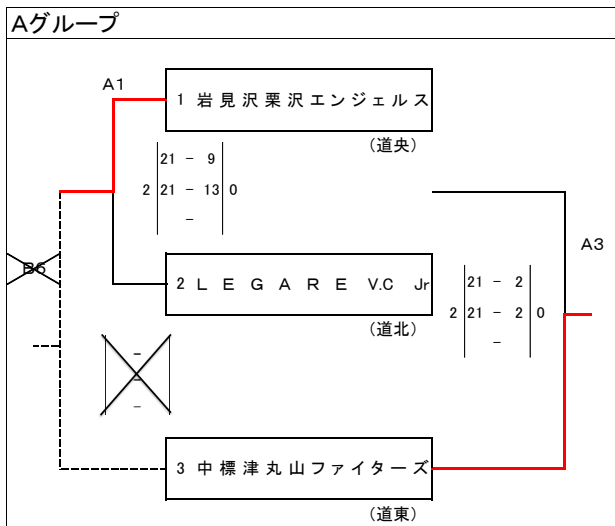 Aグループ
A1
1 岩見沢栗沢エンジェルス
(道央)
21 - 9
2 21 - 13 0
-
A3
B6
2 LEGARE V.C Jr
(道北)
21 - 2
2 21 - 2 0
-
-
-
-
3 中標津丸山ファイターズ
(道東)